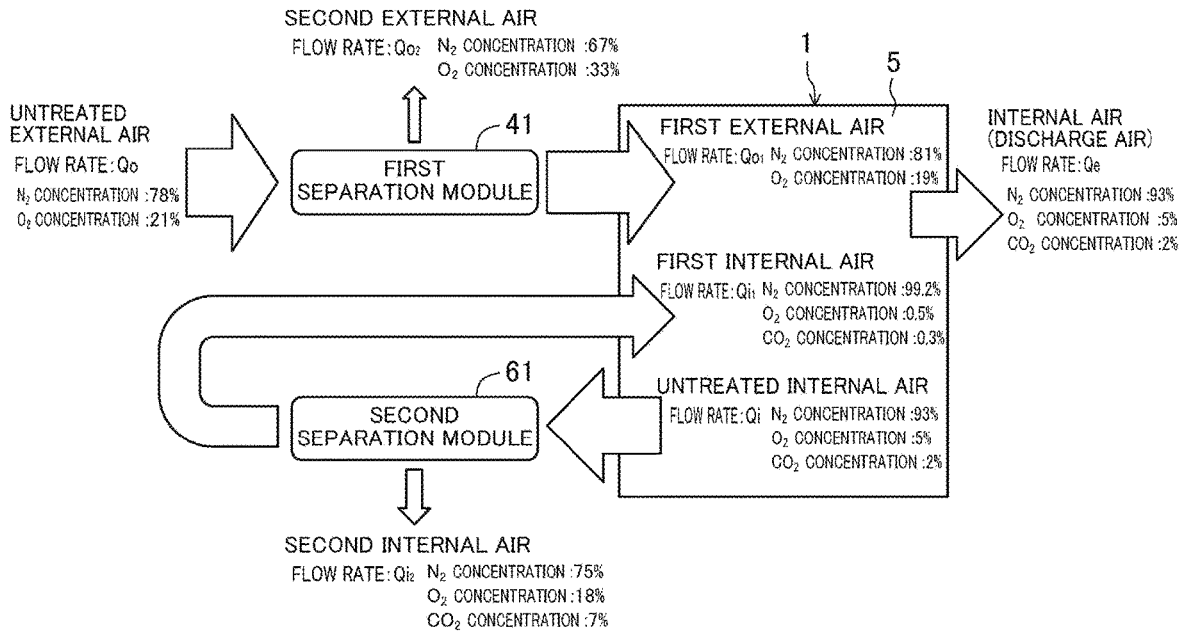 SECOND EXTERNAL AIR
FLOW RATE: Qo₂ N₂ CONCENTRATION :67%
O₂ CONCENTRATION :33%
1
5
UNTREATED
EXTERNAL AIR
FLOW RATE: Qo
N₂ CONCENTRATION :78%
O₂ CONCENTRATION :21%
41
FIRST
SEPARATION MODULE
FIRST EXTERNAL AIR
FLOW RATE: Qo₁ N₂ CONCENTRATION :81%
O₂ CONCENTRATION :19%
INTERNAL AIR
(DISCHARGE AIR)
FLOW RATE: Qe
N₂ CONCENTRATION :93%
O₂ CONCENTRATION :5%
CO₂ CONCENTRATION :2%
FIRST INTERNAL AIR
FLOW RATE: Qi₁ N₂ CONCENTRATION :99.2%
O₂ CONCENTRATION :0.5%
CO₂ CONCENTRATION :0.3%
61
SECOND
SEPARATION MODULE
UNTREATED INTERNAL AIR
FLOW RATE: Qi N₂ CONCENTRATION :93%
O₂ CONCENTRATION :5%
CO₂ CONCENTRATION :2%
SECOND INTERNAL AIR
FLOW RATE: Qi₂ N₂ CONCENTRATION :75%
O₂ CONCENTRATION :18%
CO₂ CONCENTRATION :7%